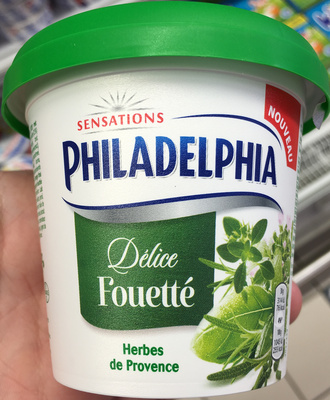 SENSATIONS
PHILADELPHIA
NOUVEAU
Délice
Fouetté
Herbes
de Provence